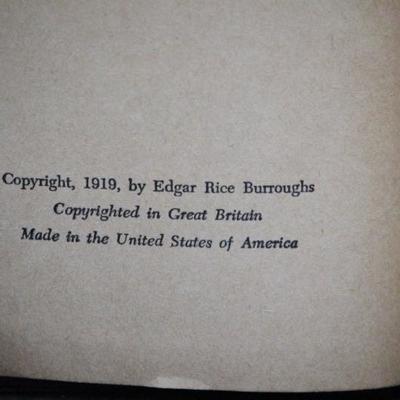 Copyright, 1919, by Edgar Rice Burroughs
Copyrighted in Great Britain
Made in the United States of America